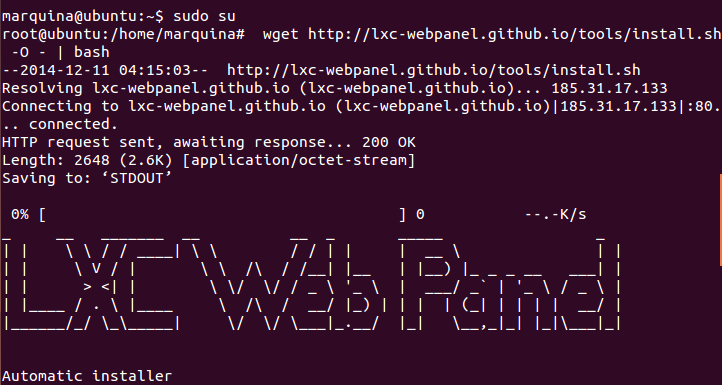 marquina@ubuntu:~$ sudo su
root@ubuntu:/home/marquina#  wget http://lxc-webpanel.github.io/tools/install.sh
 -O - | bash
--2014-12-11 04:15:03--  http://lxc-webpanel.github.io/tools/install.sh
Resolving lxc-webpanel.github.io (lxc-webpanel.github.io)... 185.31.17.133
Connecting to lxc-webpanel.github.io (lxc-webpanel.github.io)|185.31.17.133|:80.
.. connected.
HTTP request sent, awaiting response... 200 OK
Length: 2648 (2.6K) [application/octet-stream]
Saving to: ‘STDOUT’
 0% [                                       ] 0           --.-K/s
LXC Web Panel
Automatic installer